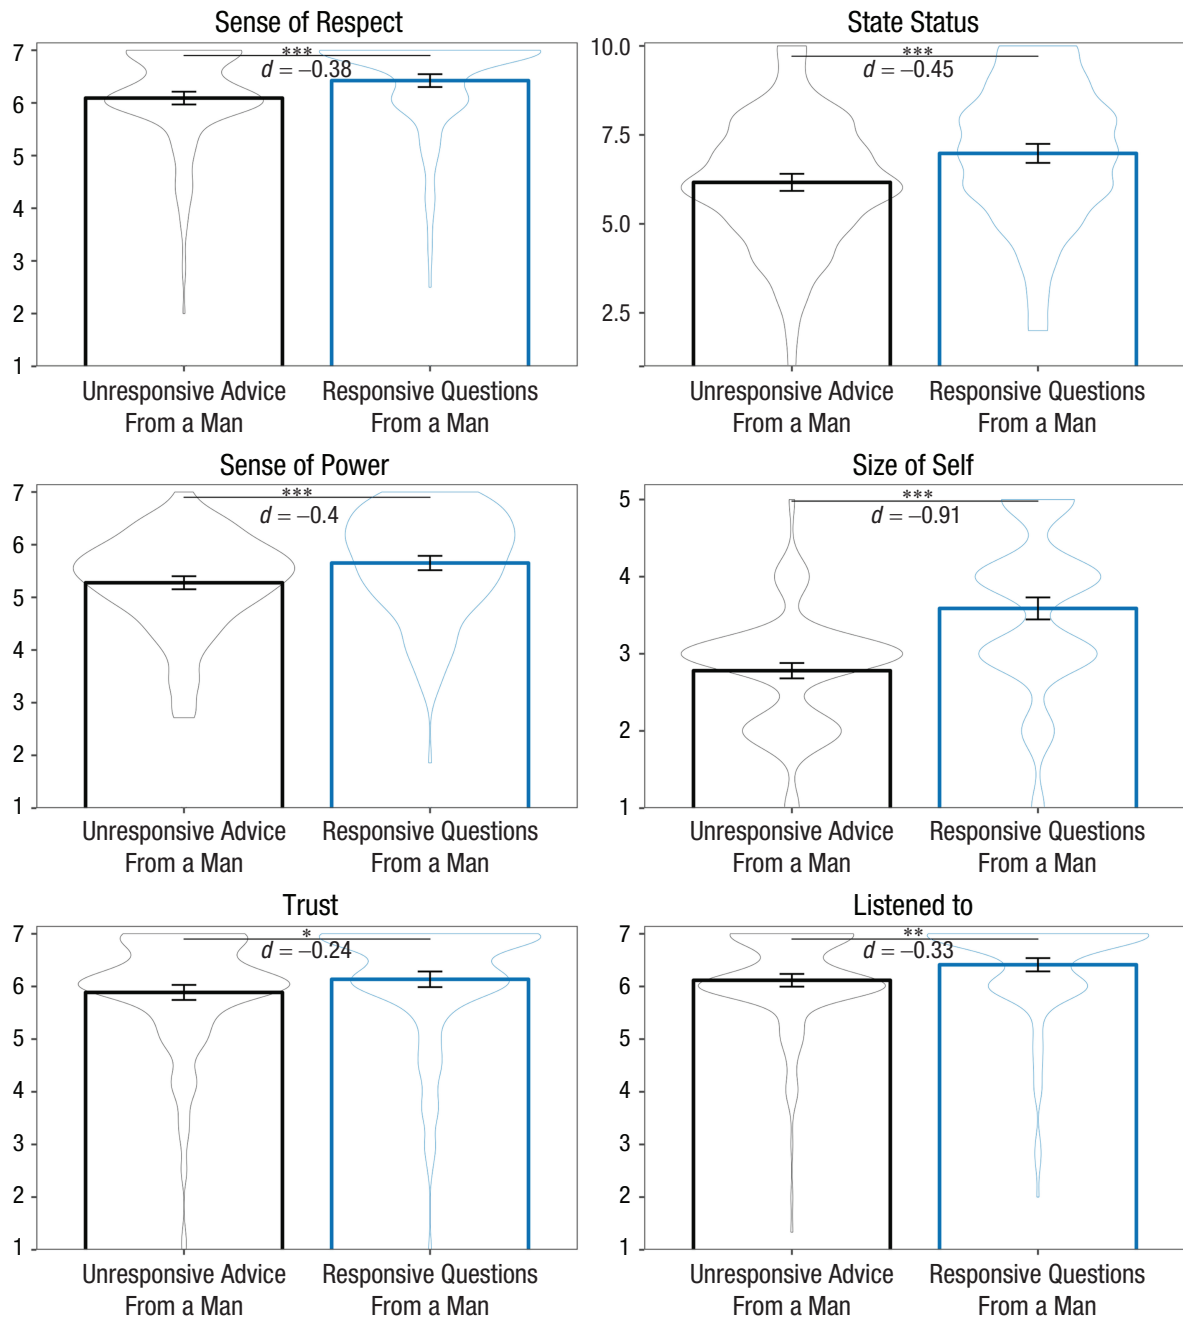 Sense of Respect
7
6
5
4
3
2
1
***
d = –0.38
Unresponsive Advice
From a Man
Responsive Questions
From a Man
State Status
10.0
7.5
5.0
2.5
***
d = –0.45
Unresponsive Advice
From a Man
Responsive Questions
From a Man
Sense of Power
7
6
5
4
3
2
1
***
d = –0.4
Unresponsive Advice
From a Man
Responsive Questions
From a Man
Size of Self
5
4
3
2
1
***
d = –0.91
Unresponsive Advice
From a Man
Responsive Questions
From a Man
Trust
7
6
5
4
3
2
1
*
d = –0.24
Unresponsive Advice
From a Man
Responsive Questions
From a Man
Listened to
7
6
5
4
3
2
1
**
d = –0.33
Unresponsive Advice
From a Man
Responsive Questions
From a Man